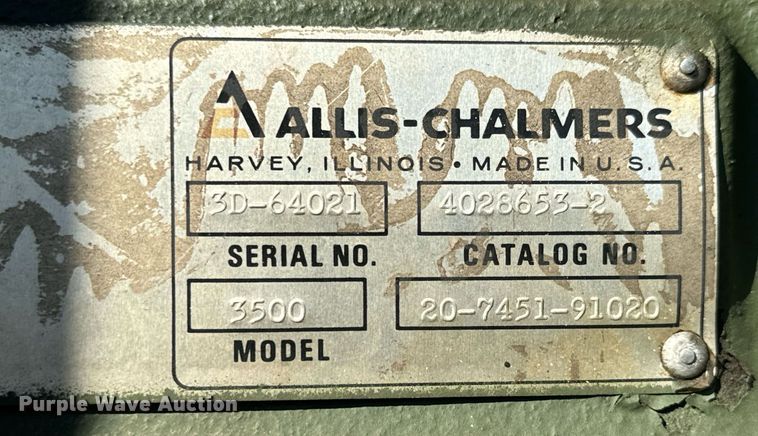 ALLIS-CHALMERS
HARVEY, ILLINOIS • MADE IN U.S.A.
3D-64021 4028653-2
SERIAL NO. CATALOG NO.
3500 20-7451-91020
MODEL
Purple Wave Auction